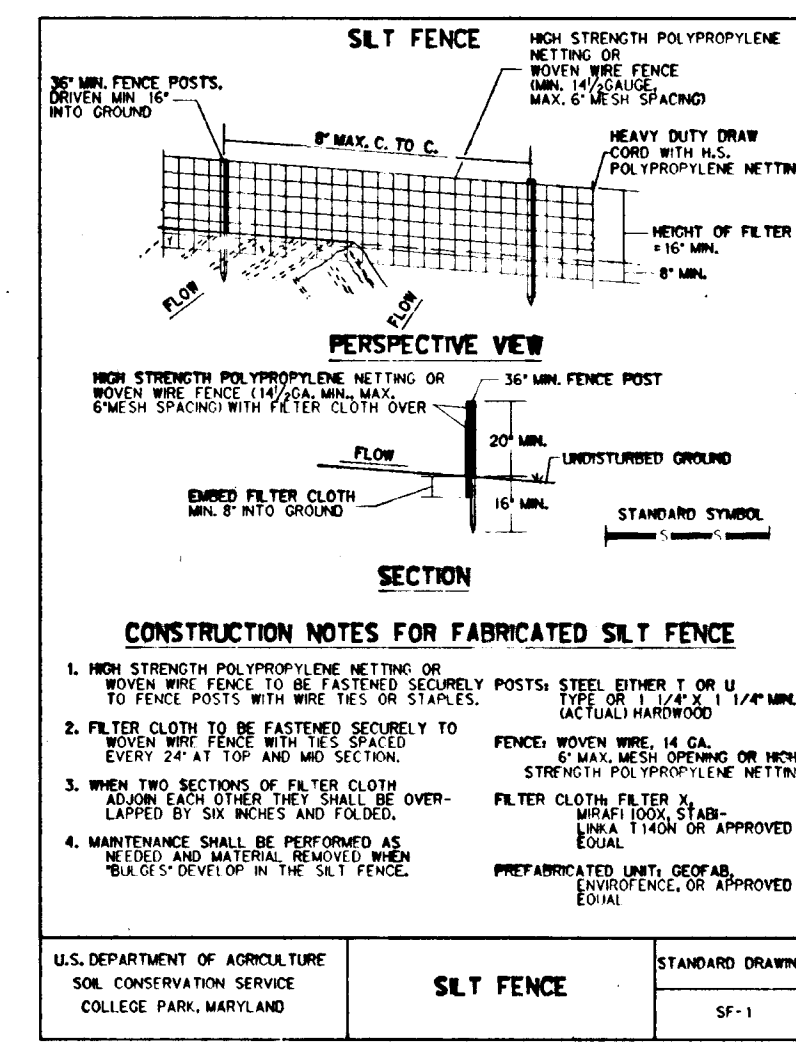 SILT FENCE
HIGH STRENGTH POLYPROPYLENE
NETTING OR
WOVEN WIRE FENCE
(MIN. 14 1/2 GAUGE,
MAX. 6" MESH SPACING)
36" MIN. FENCE POSTS,
DRIVEN MIN 16"
INTO GROUND
8' MAX. C. TO C.
HEAVY DUTY DRAW
CORD WITH H.S.
POLYPROPYLENE NETTIN
HEIGHT OF FILTER
= 16" MIN.
8" MIN.
FLOW
FLOW
PERSPECTIVE VIEW
HIGH STRENGTH POLYPROPYLENE NETTING OR
WOVEN WIRE FENCE (14 1/2 GA. MIN., MAX.
6"MESH SPACING) WITH FILTER CLOTH OVER
36" MIN. FENCE POST
20" MIN.
FLOW
UNDISTURBED GROUND
EMBED FILTER CLOTH
MIN. 8" INTO GROUND
16" MIN.
STANDARD SYMBOL
S S
SECTION
CONSTRUCTION NOTES FOR FABRICATED SILT FENCE
1. HIGH STRENGTH POLYPROPYLENE NETTING OR
WOVEN WIRE FENCE TO BE FASTENED SECURELY
TO FENCE POSTS WITH WIRE TIES OR STAPLES.
2. FILTER CLOTH TO BE FASTENED SECURELY TO
WOVEN WIRE FENCE WITH TIES SPACED
EVERY 24" AT TOP AND MID SECTION.
3. WHEN TWO SECTIONS OF FILTER CLOTH
ADJOIN EACH OTHER THEY SHALL BE OVER-
LAPPED BY SIX INCHES AND FOLDED.
4. MAINTENANCE SHALL BE PERFORMED AS
NEEDED AND MATERIAL REMOVED WHEN
"BULGES" DEVELOP IN THE SILT FENCE.
POSTS: STEEL EITHER T OR U
TYPE OR 1 1/4" X 1 1/4" MIN.
(ACTUAL) HARDWOOD
FENCE: WOVEN WIRE, 14 GA.
6" MAX. MESH OPENING OR HIGH
STRENGTH POLYPROPYLENE NETTIN
FILTER CLOTH: FILTER X,
MIRAFI 100X, STABI-
LINKA T140N OR APPROVED
EQUAL
PREFABRICATED UNIT: GEOFAB,
ENVIROFENCE, OR APPROVED
EQUAL
U.S. DEPARTMENT OF AGRICULTURE
SOIL CONSERVATION SERVICE
COLLEGE PARK, MARYLAND
SILT FENCE
STANDARD DRAWIN
SF-1